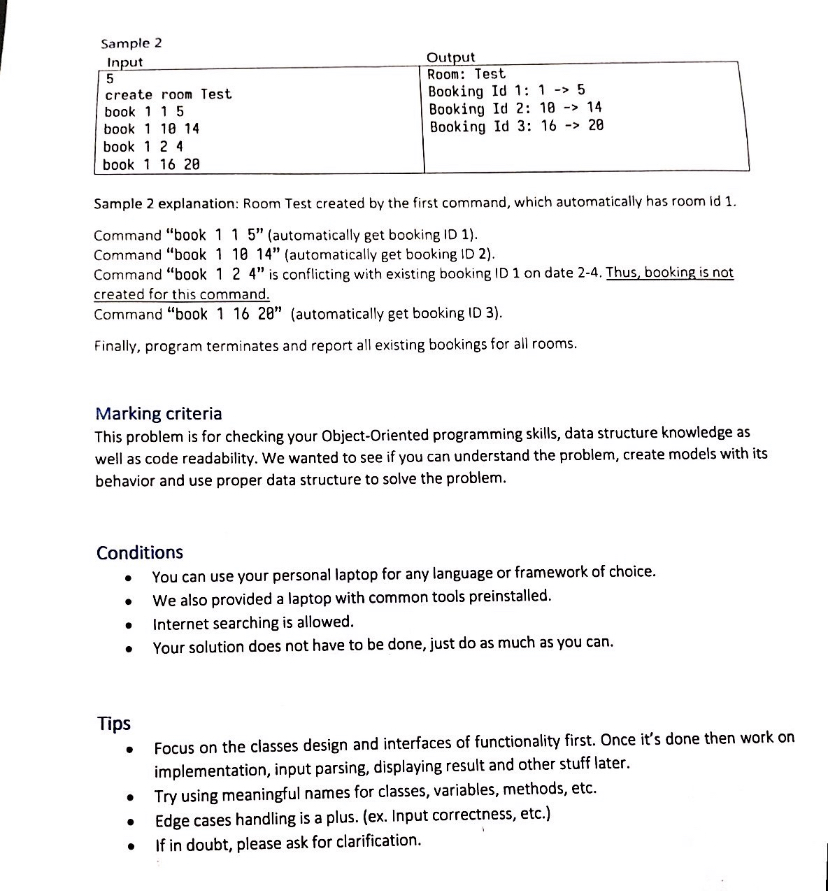 Sample 2
Input
Output
5
create room Test
book 1 1 5
book 1 10 14
book 1 2 4
book 1 16 20
Room: Test
Booking Id 1: 1 -> 5
Booking Id 2: 10 -> 14
Booking Id 3: 16 -> 20
Sample 2 explanation: Room Test created by the first command, which automatically has room id 1.
Command “book 1 1 5” (automatically get booking ID 1).
Command “book 1 10 14” (automatically get booking ID 2).
Command “book 1 2 4” is conflicting with existing booking ID 1 on date 2-4. Thus, booking is not
created for this command.
Command “book 1 16 20” (automatically get booking ID 3).
Finally, program terminates and report all existing bookings for all rooms.
Marking criteria
This problem is for checking your Object-Oriented programming skills, data structure knowledge as
well as code readability. We wanted to see if you can understand the problem, create models with its
behavior and use proper data structure to solve the problem.
Conditions
• You can use your personal laptop for any language or framework of choice.
• We also provided a laptop with common tools preinstalled.
• Internet searching is allowed.
• Your solution does not have to be done, just do as much as you can.
Tips
• Focus on the classes design and interfaces of functionality first. Once it's done then work on
implementation, input parsing, displaying result and other stuff later.
• Try using meaningful names for classes, variables, methods, etc.
• Edge cases handling is a plus. (ex. Input correctness, etc.)
• If in doubt, please ask for clarification.